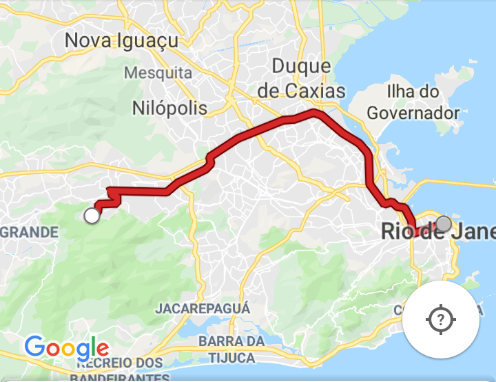 Nova Iguaçu
Mesquita
Duque
de Caxias
Nilópolis
Ilha do
Governador
GRANDE
Rio de Jane
JACAREPAGUÁ
BARRA DA
TIJUCA
RECREIO DOS
BANDEIRANTES
Google
?